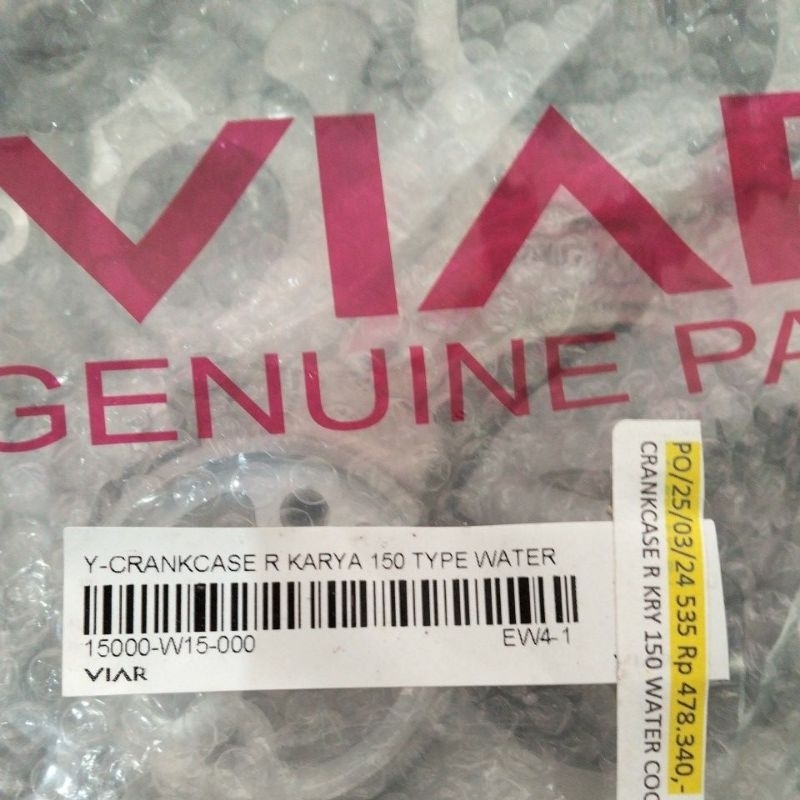 VIAR
GENUINE PA
Y-CRANKCASE R KARYA 150 TYPE WATER
15000-W15-000 EW4-1
VIAR
PO/25/03/24 535 Rp 478.340,-
CRANKCASE R KRY 150 WATER COO